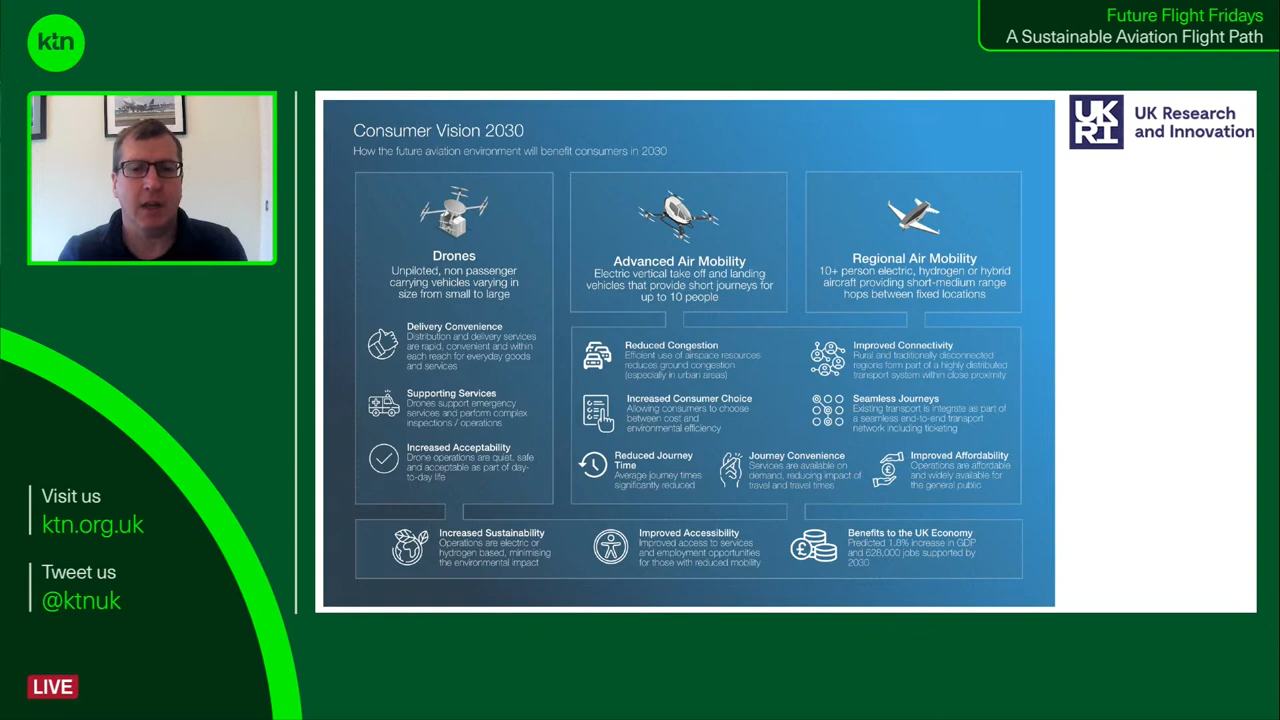 ktn
Future Flight Fridays
A Sustainable Aviation Flight Path
UK
RI
UK Research
and Innovation
Consumer Vision 2030
How the future aviation environment will benefit consumers in 2030
Drones
Unpiloted, non passenger
carrying vehicles varying in
size from small to large
Delivery Convenience
Distribution and delivery services
are rapid, convenient and within
each reach for everyday goods
and services
Supporting Services
Drones support emergency
services and perform complex
inspections / operations
Increased Acceptability
Drone operations are quiet, safe
and acceptable as part of day-
to-day life
Advanced Air Mobility
Electric vertical take off and landing
vehicles that provide short journeys for
up to 10 people
Regional Air Mobility
10+ person electric, hydrogen or hybrid
aircraft providing short-medium range
hops between fixed locations
Reduced Congestion
Efficient use of airspace resources
reduces ground congestion
(especially in urban areas)
Improved Connectivity
Rural and traditionally disconnected
regions form part of a highly distributed
transport system within close proximity
Increased Consumer Choice
Allowing consumers to choose
between cost and
environmental efficiency
Seamless Journeys
Existing transport is integrate as part of
a seamless end-to-end transport
network including ticketing
Reduced Journey
Time
Average journey times
significantly reduced
Journey Convenience
Services are available on
demand, reducing impact of
travel and travel times
Improved Affordability
Operations are affordable
and widely available for
the general public
Increased Sustainability
Operations are electric or
hydrogen based, minimising
the environmental impact
Improved Accessibility
Improved access to services
and employment opportunities
for those with reduced mobility
Benefits to the UK Economy
Predicted 1.8% increase in GDP
and 628,000 jobs supported by
2030
Visit us
ktn.org.uk
Tweet us
@ktnuk
LIVE